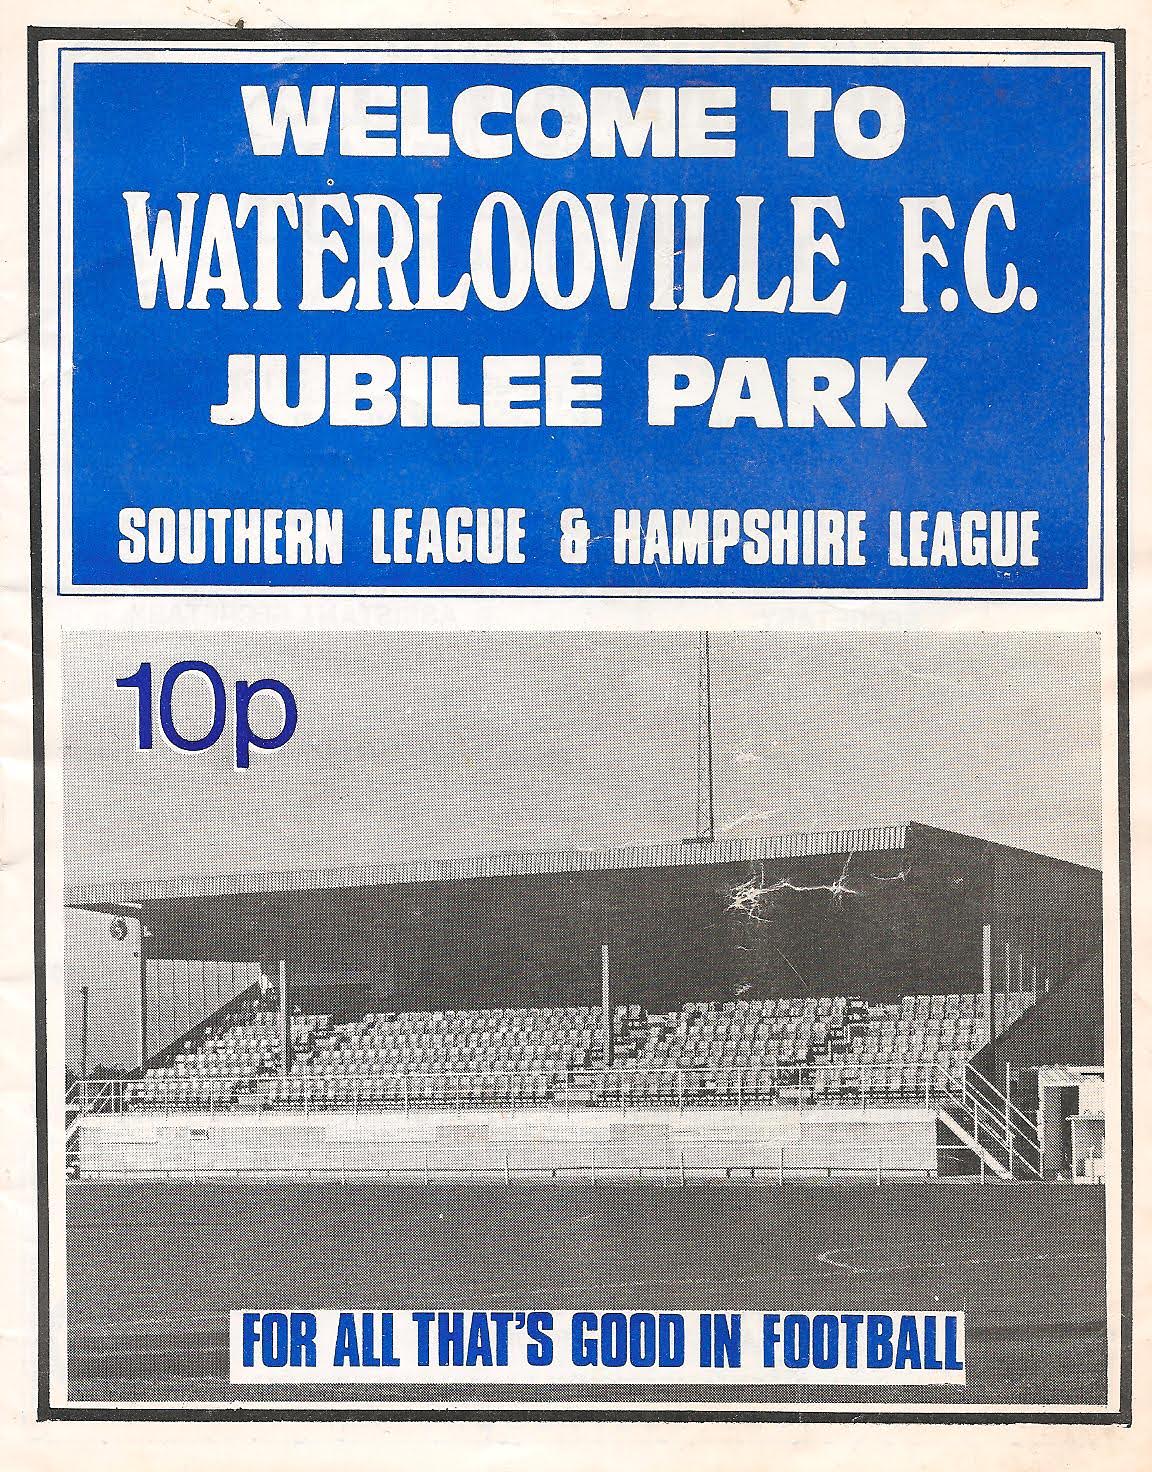 WELCOME TO
WATERLOOVILLE F.C.
JUBILEE PARK
SOUTHERN LEAGUE & HAMPSHIRE LEAGUE
10p
FOR ALL THAT'S GOOD IN FOOTBALL